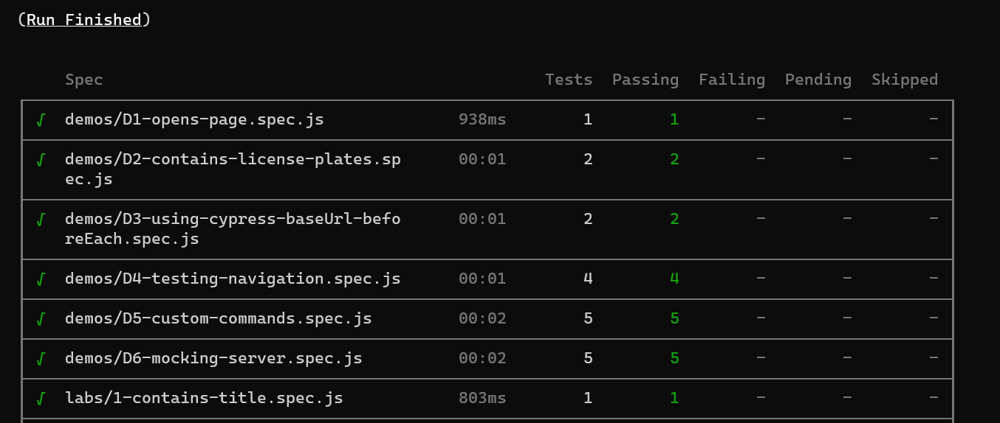 (Run Finished)
Spec Tests Passing Failing Pending Skipped
√ demos/D1-opens-page.spec.js 938ms 1 1 - - -
√ demos/D2-contains-license-plates.sp 00:01 2 2 - - -
ec.js
√ demos/D3-using-cypress-baseUrl-befo 00:01 2 2 - - -
reEach.spec.js
√ demos/D4-testing-navigation.spec.js 00:01 4 4 - - -
√ demos/D5-custom-commands.spec.js 00:02 5 5 - - -
√ demos/D6-mocking-server.spec.js 00:02 5 5 - - -
√ labs/1-contains-title.spec.js 803ms 1 1 - - -